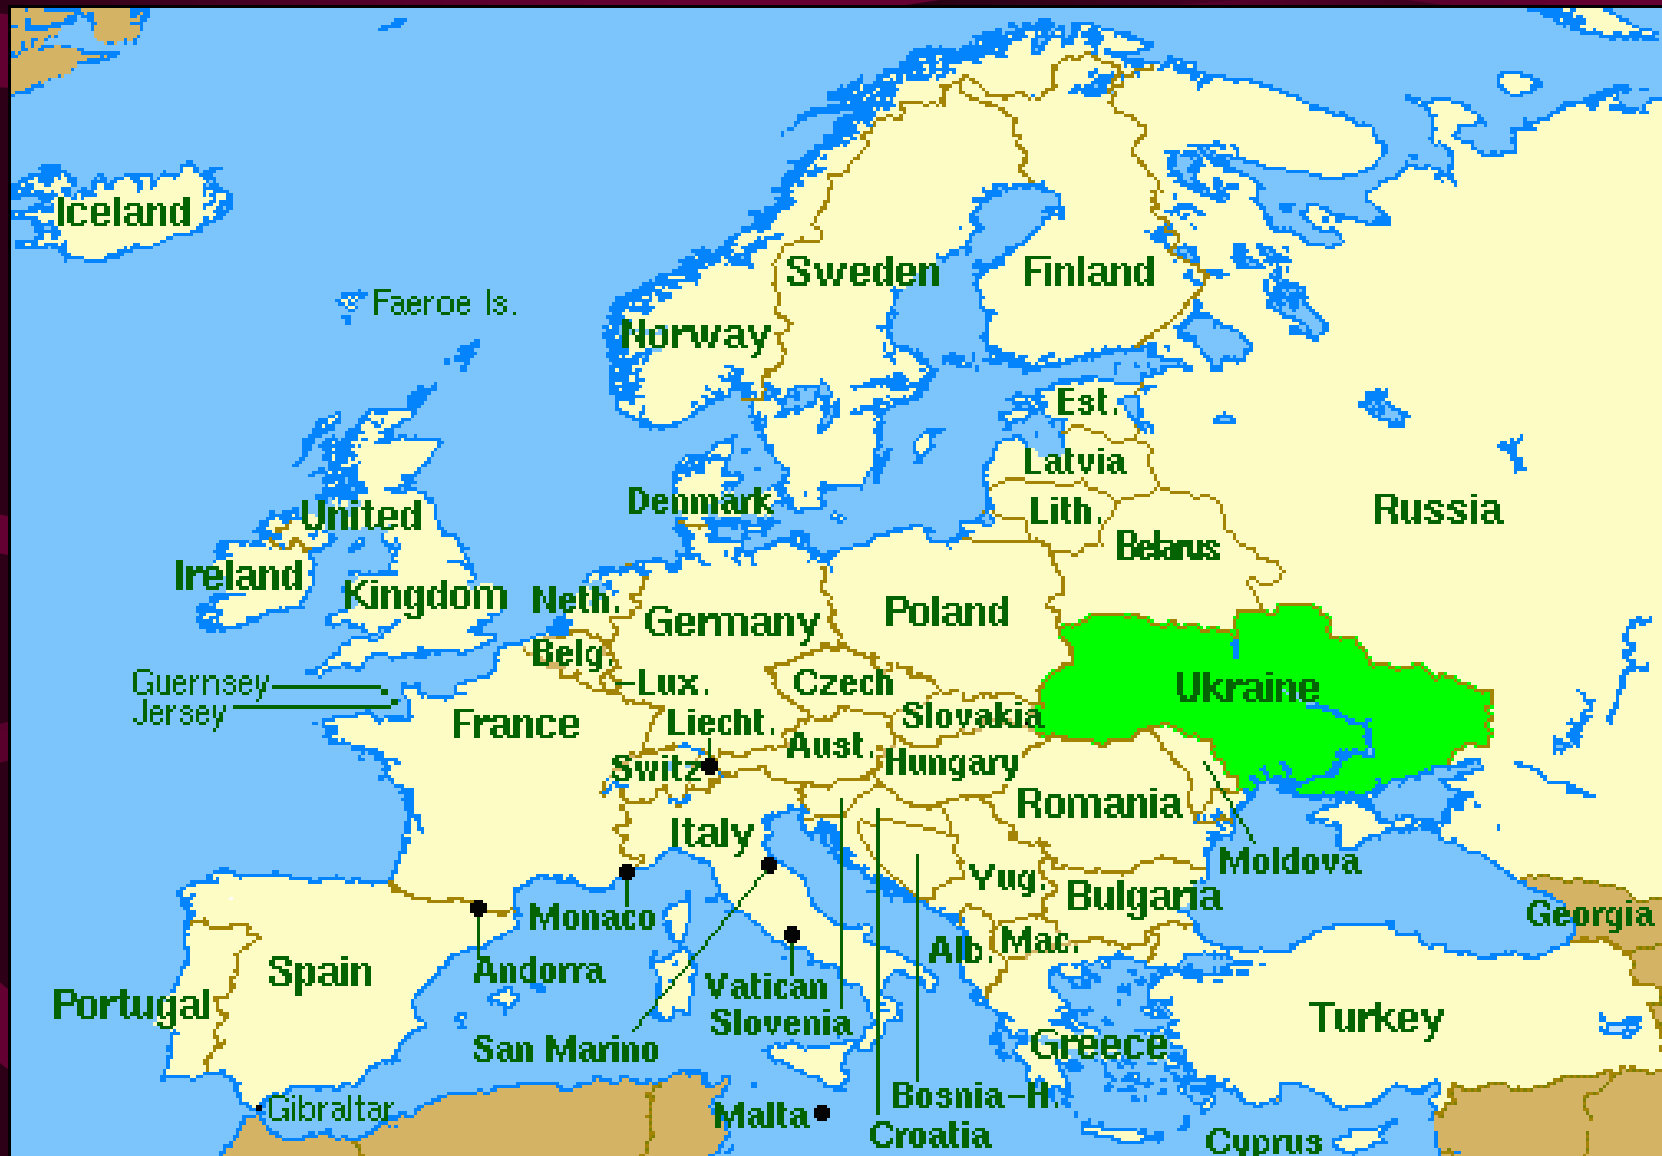 Iceland
Faeroe Is.
Sweden
Finland
Norway
Est.
Latvia
Denmark
Lith.
Russia
United
Kingdom
Belarus
Ireland
Neth.
Poland
Germany
Belg.
Guernsey
Jersey
-Lux.
Czech
Ukraine
France
Liecht.
Slovakia
Aust.
Switz
Hungary
Romania
Italy
Moldova
Yug.
Bulgaria
Georgia
Monaco
Alb.
Mac.
Spain
Andorra
Portugal
Vatican
Slovenia
Turkey
San Marino
Greece
Bosnia-H.
Gibraltar
Malta
Croatia
Cyprus